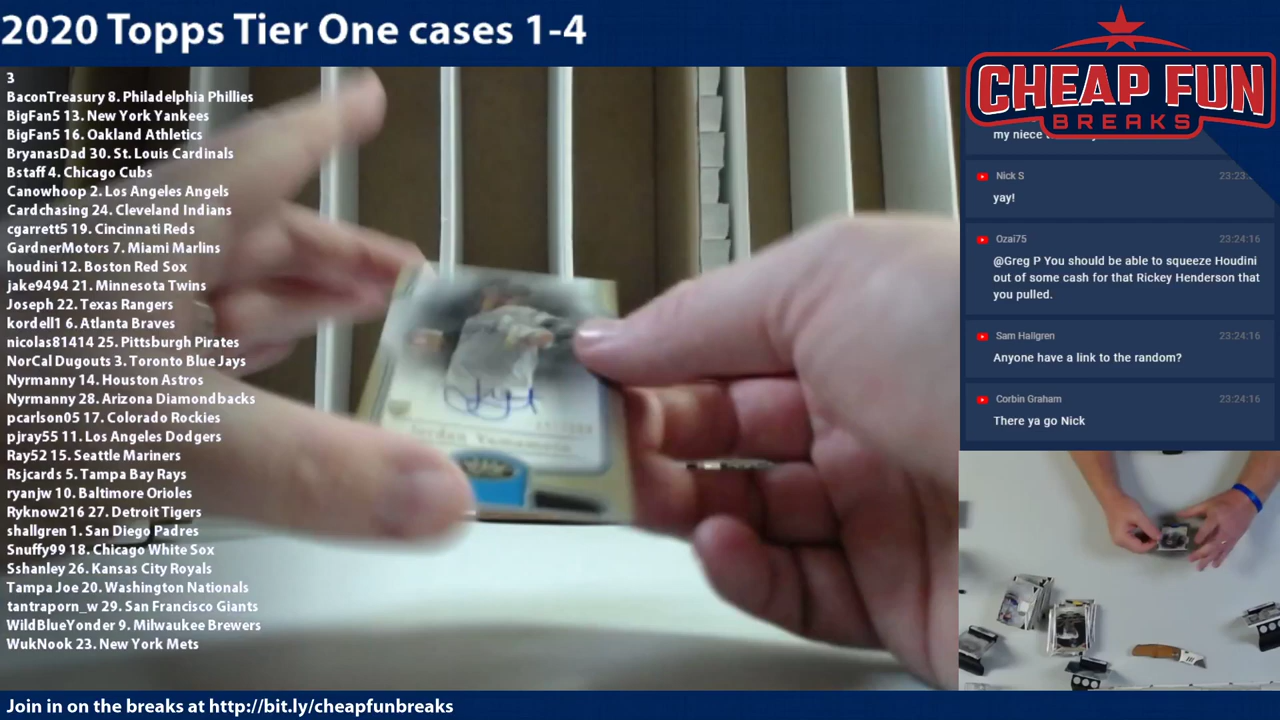 2020 Topps Tier One cases 1-4
3
BaconTreasury 8. Philadelphia Phillies
BigFan5 13. New York Yankees
BigFan5 16. Oakland Athletics
BryanasDad 30. St. Louis Cardinals
Bstaff 4. Chicago Cubs
Canowhoop 2. Los Angeles Angels
Cardchasing 24. Cleveland Indians
cgarrett5 19. Cincinnati Reds
GardnerMotors 7. Miami Marlins
houdini 12. Boston Red Sox
jake9494 21. Minnesota Twins
Joseph 22. Texas Rangers
kordell1 6. Atlanta Braves
nicolas81414 25. Pittsburgh Pirates
NorCal Dugouts 3. Toronto Blue Jays
Nyrmanny 14. Houston Astros
Nyrmanny 28. Arizona Diamondbacks
pcarlson05 17. Colorado Rockies
pjray55 11. Los Angeles Dodgers
Ray52 15. Seattle Mariners
Rsjcards 5. Tampa Bay Rays
ryanjw 10. Baltimore Orioles
Ryknow216 27. Detroit Tigers
shallgren 1. San Diego Padres
Snuffy99 18. Chicago White Sox
Sshanley 26. Kansas City Royals
Tampa Joe 20. Washington Nationals
tantraporn_w 29. San Francisco Giants
WildBlueYonder 9. Milwaukee Brewers
WukNook 23. New York Mets
Jordan Yamamoto
CHEAP FUN
BREAKS
my niece
Nick S 23:23
yay!
Ozai75 23:24:16
@Greg P You should be able to squeeze Houdini
out of some cash for that Rickey Henderson that
you pulled.
Sam Hallgren 23:24:16
Anyone have a link to the random?
Corbin Graham 23:24:16
There ya go Nick
Join in on the breaks at http://bit.ly/cheapfunbreaks